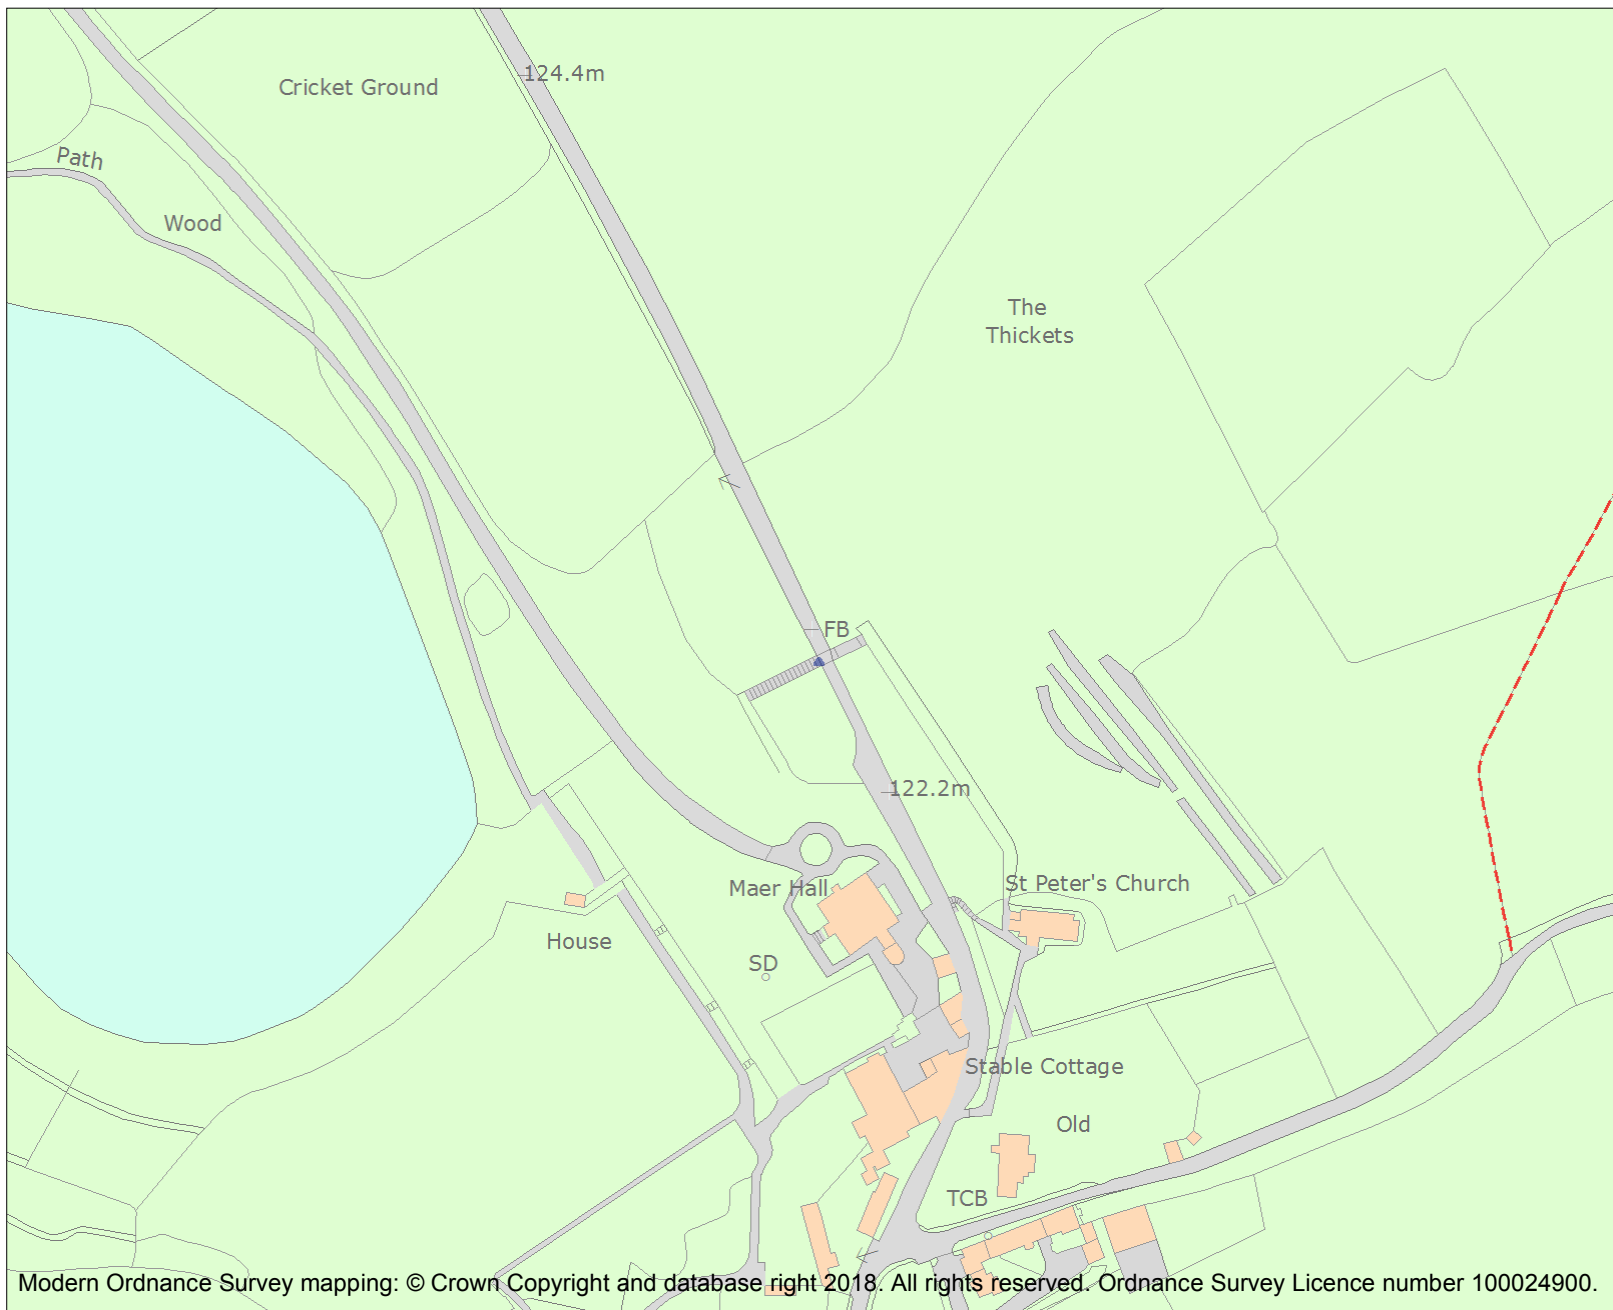 124.4m
Cricket Ground
Path
Wood
The
Thickets
FB
122.2m
Maer Hall
St Peter's Church
House
SD
Stable Cottage
Old
TCB
Modern Ordnance Survey mapping: © Crown Copyright and database right 2018. All rights reserved. Ordnance Survey Licence number 100024900.